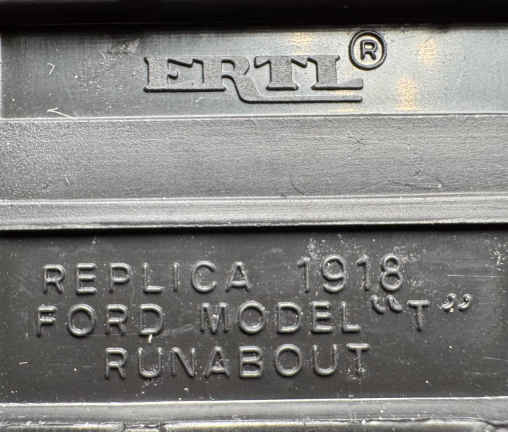 ERTL®
REPLICA 1918
FORD MODEL “T”
RUNABOUT